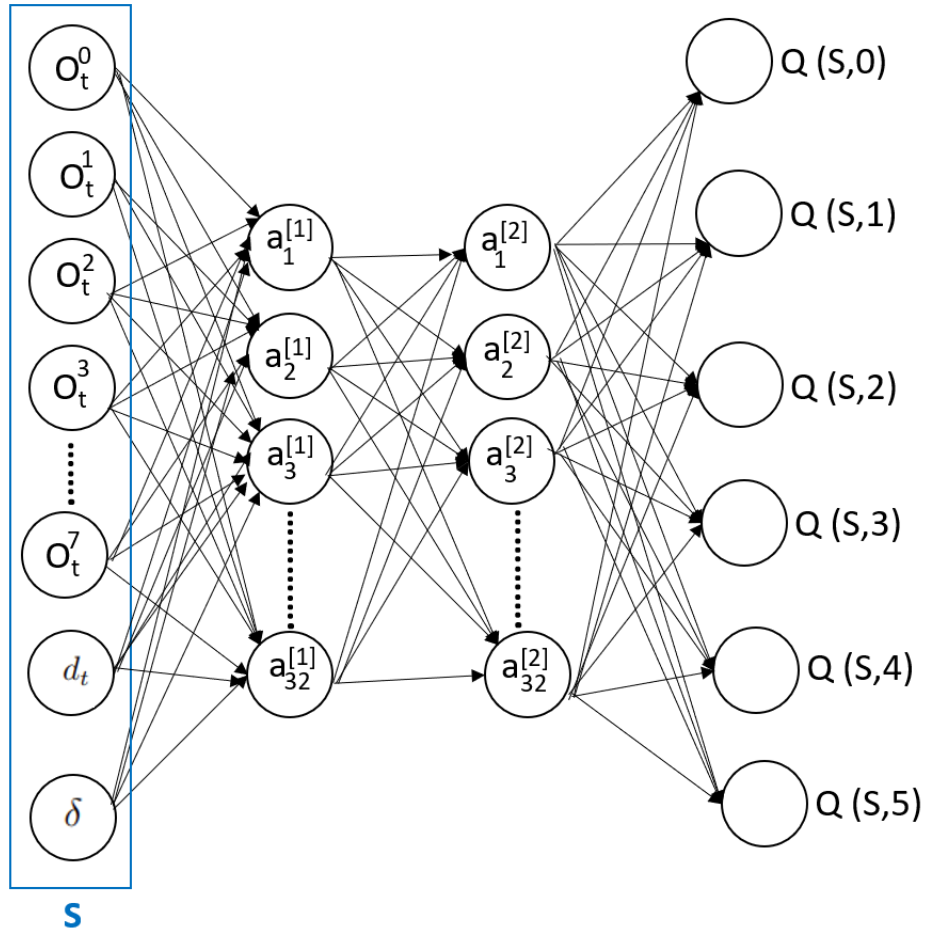 O_t^0
O_t^1
O_t^2
O_t^3
O_t^7
d_t
δ
S
a_1^[1]
a_2^[1]
a_3^[1]
a_32^[1]
a_1^[2]
a_2^[2]
a_3^[2]
a_32^[2]
Q (S,0)
Q (S,1)
Q (S,2)
Q (S,3)
Q (S,4)
Q (S,5)